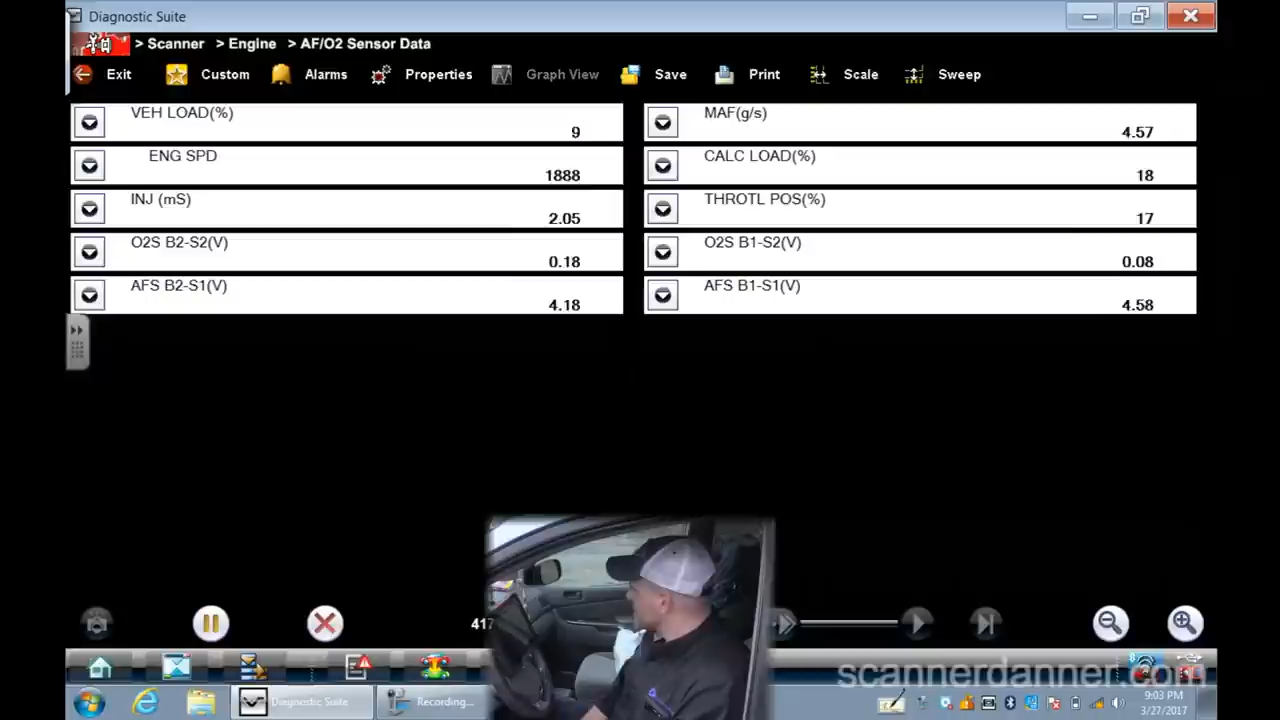 Diagnostic Suite
> Scanner > Engine > AF/O2 Sensor Data
Exit Custom Alarms Properties Graph View Save Print Scale Sweep
VEH LOAD(%) 9
MAF(g/s) 4.57
ENG SPD 1888
CALC LOAD(%) 18
INJ (mS) 2.05
THROTL POS(%) 17
O2S B2-S2(V) 0.18
O2S B1-S2(V) 0.08
AFS B2-S1(V) 4.18
AFS B1-S1(V) 4.58
417
scannerdanner.com
Diagnostic Suite
Recording...
9:03 PM
3/27/2017